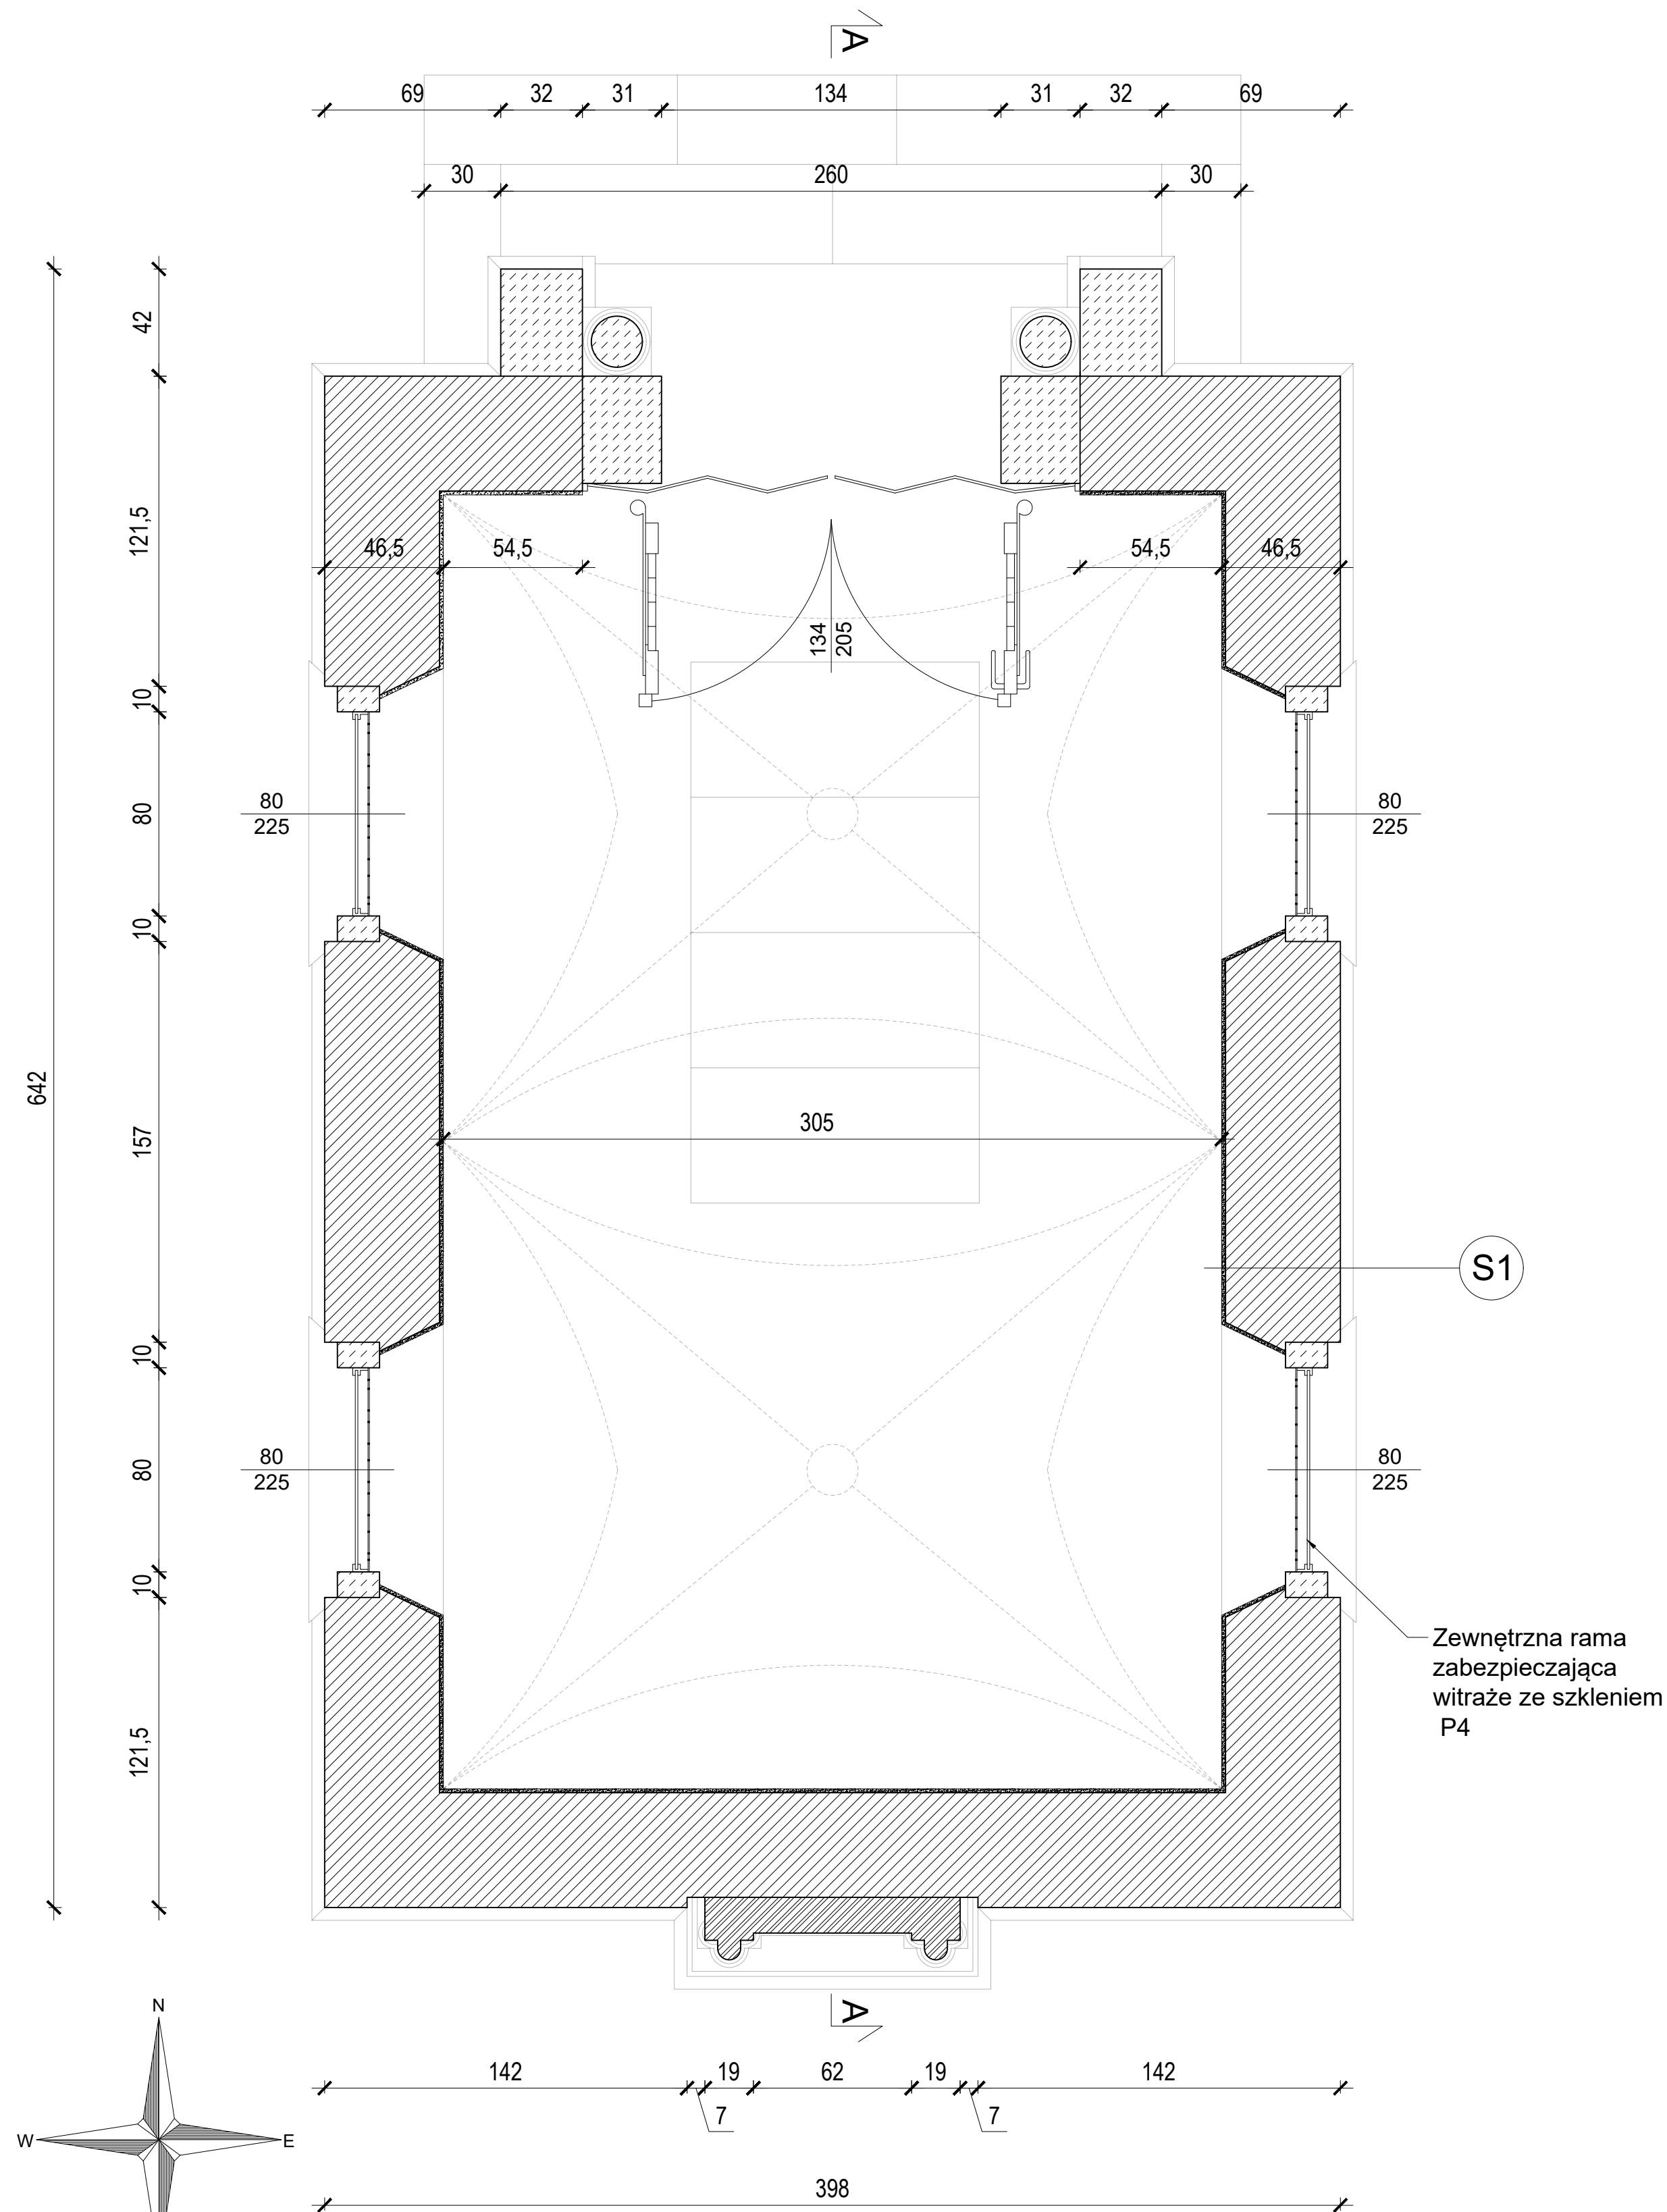 A
69 32 31 134 31 32 69
30 260 30
42
121,5
46,5 54,5 54,5 46,5
134
205
10
80
225
80
80
225
10
642
157
305
S1
10
80
225
80
80
225
10
121,5
Zewnętrzna rama
zabezpieczająca
witraże ze szkleniem
P4
A
N
W
E
142 19 62 19 142
7 7
398